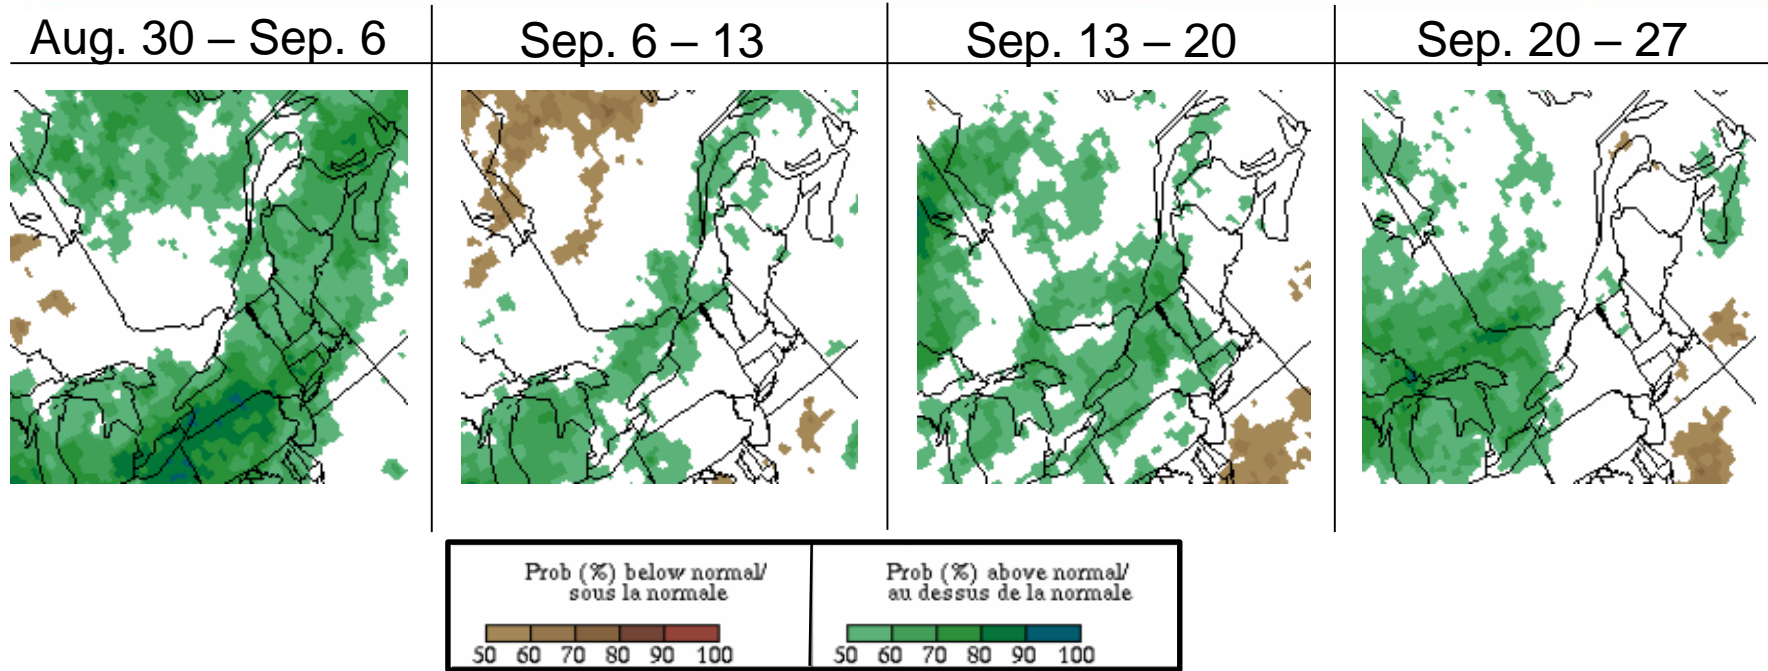 Aug. 30 – Sep. 6
Sep. 6 – 13
Sep. 13 – 20
Sep. 20 – 27
Prob (%) below normal/
sous la normale
50 60 70 80 90 100
Prob (%) above normal/
au dessus de la normale
50 60 70 80 90 100